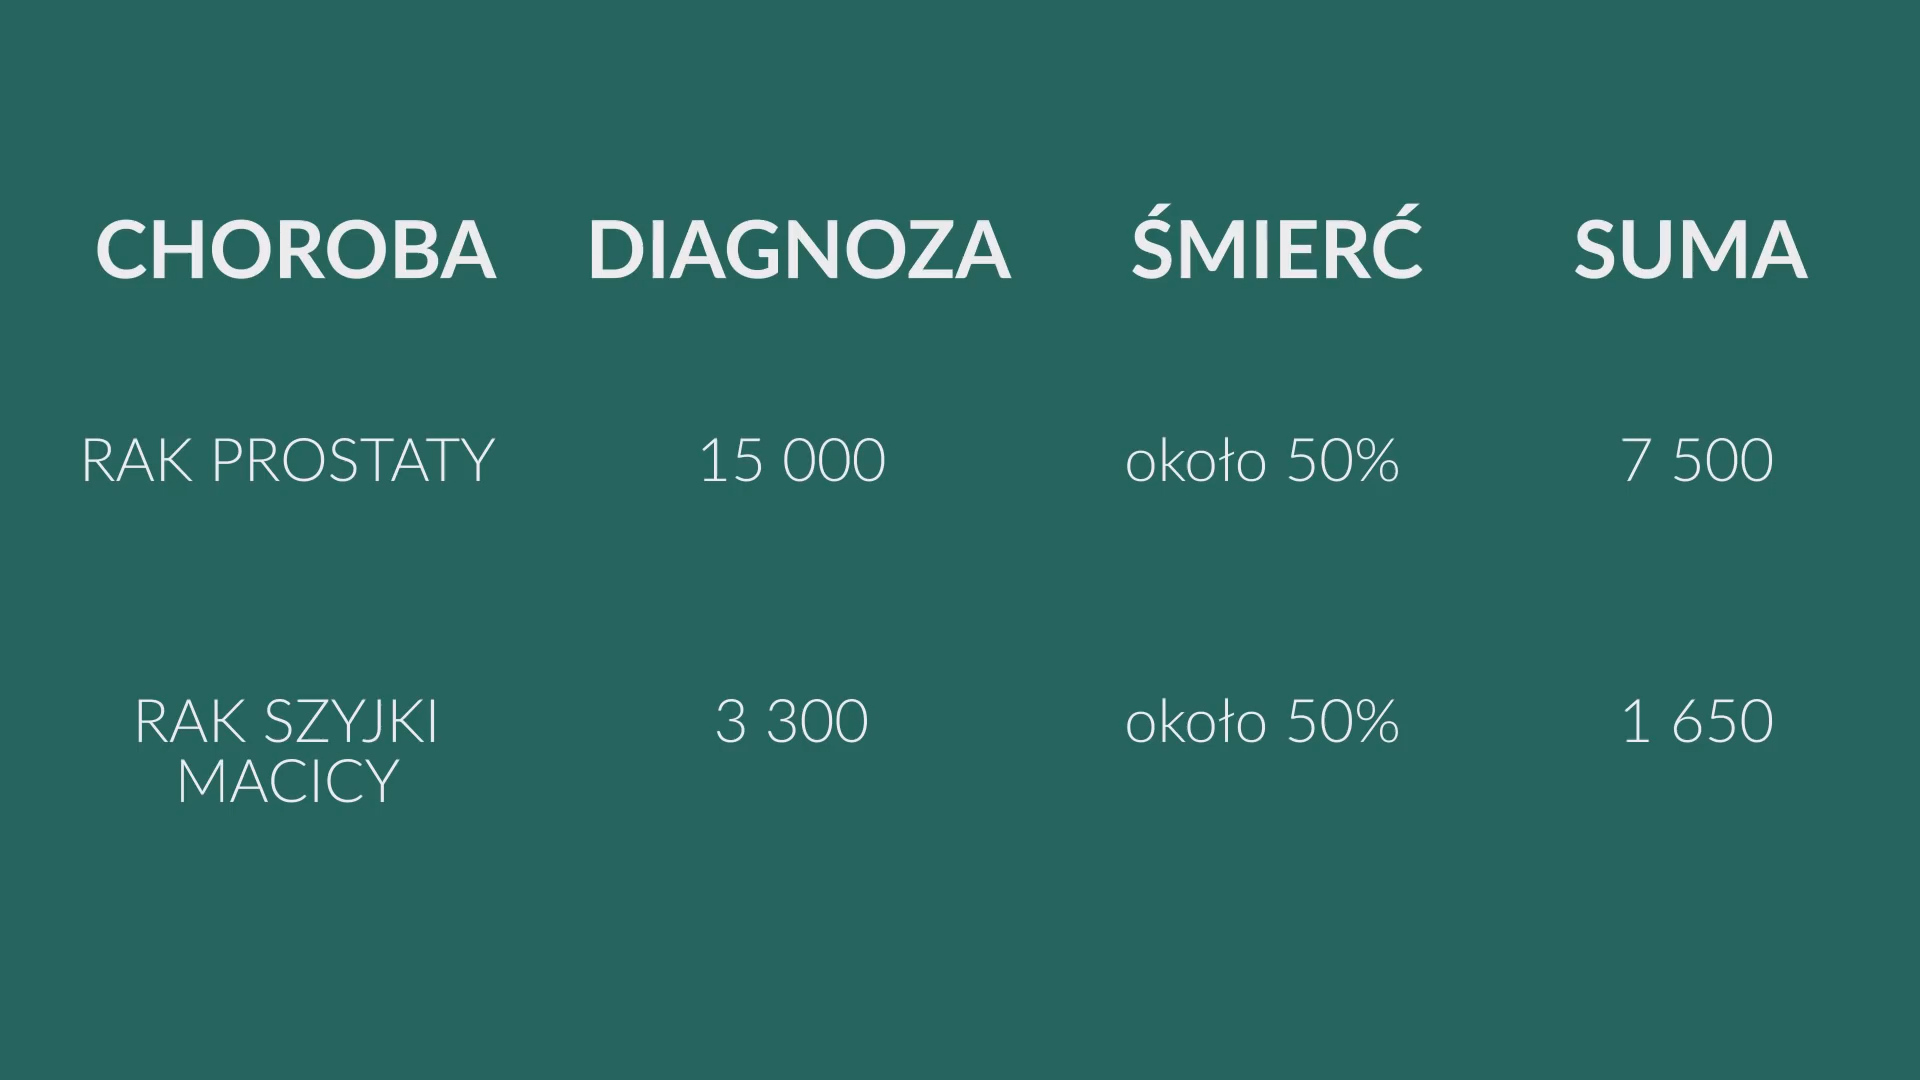 CHOROBA DIAGNOZA ŚMIERĆ SUMA
RAK PROSTATY 15 000 około 50% 7 500
RAK SZYJKI 3 300 około 50% 1 650
MACICY